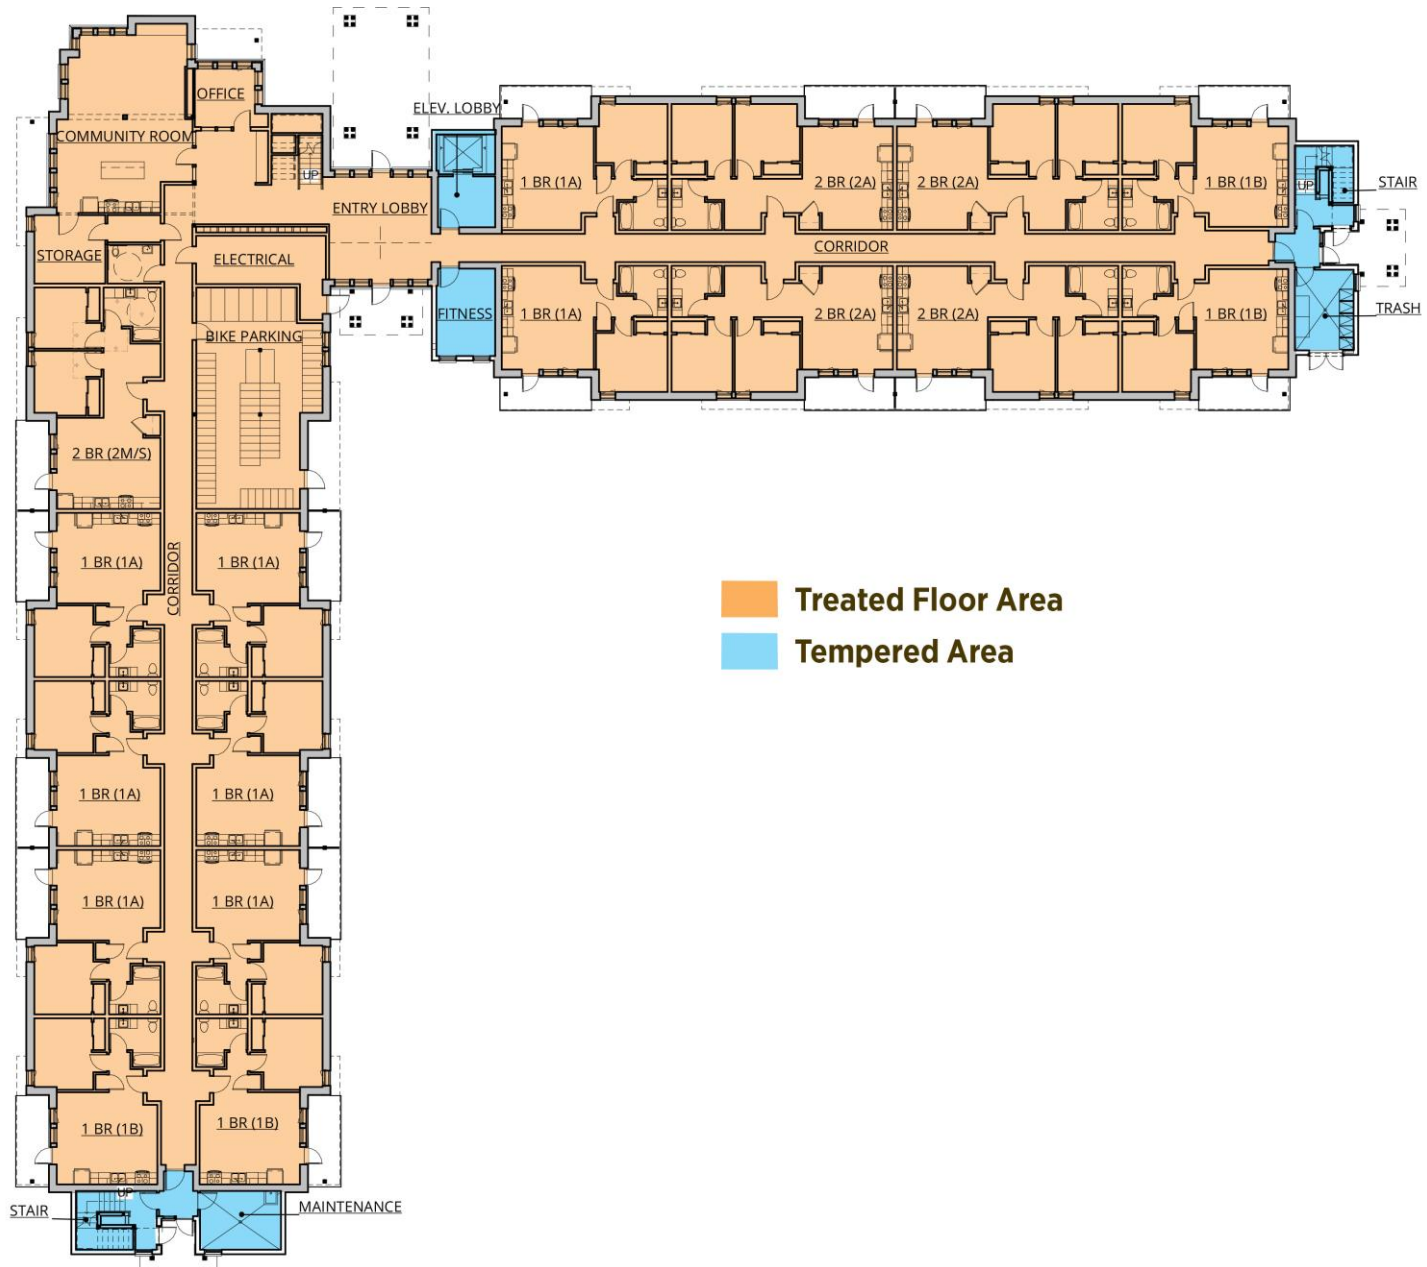 OFFICE
ELEV. LOBBY
COMMUNITY ROOM
UP
1 BR (1A)
2 BR (2A)
2 BR (2A)
1 BR (1B)
UP
STAIR
ENTRY LOBBY
CORRIDOR
STORAGE
ELECTRICAL
FITNESS
1 BR (1A)
2 BR (2A)
2 BR (2A)
1 BR (1B)
TRASH
BIKE PARKING
2 BR (2M/S)
1 BR (1A)
1 BR (1A)
CORRIDOR
Treated Floor Area
Tempered Area
1 BR (1A)
1 BR (1A)
1 BR (1A)
1 BR (1A)
1 BR (1B)
1 BR (1B)
UP
STAIR
MAINTENANCE